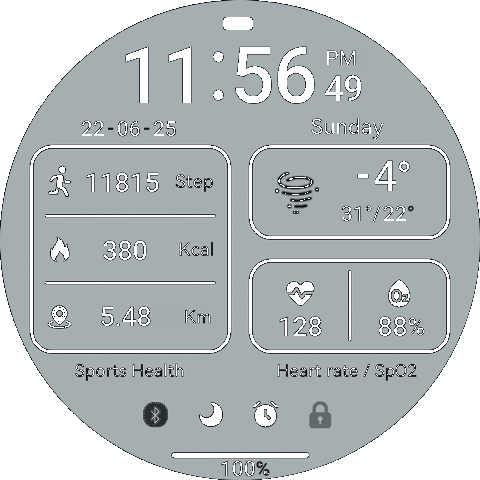 11:56 PM
49
22-06-25 Sunday
11815 Step
380 Kcal
5.48 Km
-4°
31°/22°
128 O₂ 88%
Sports Health
Heart rate / SpO2
100%